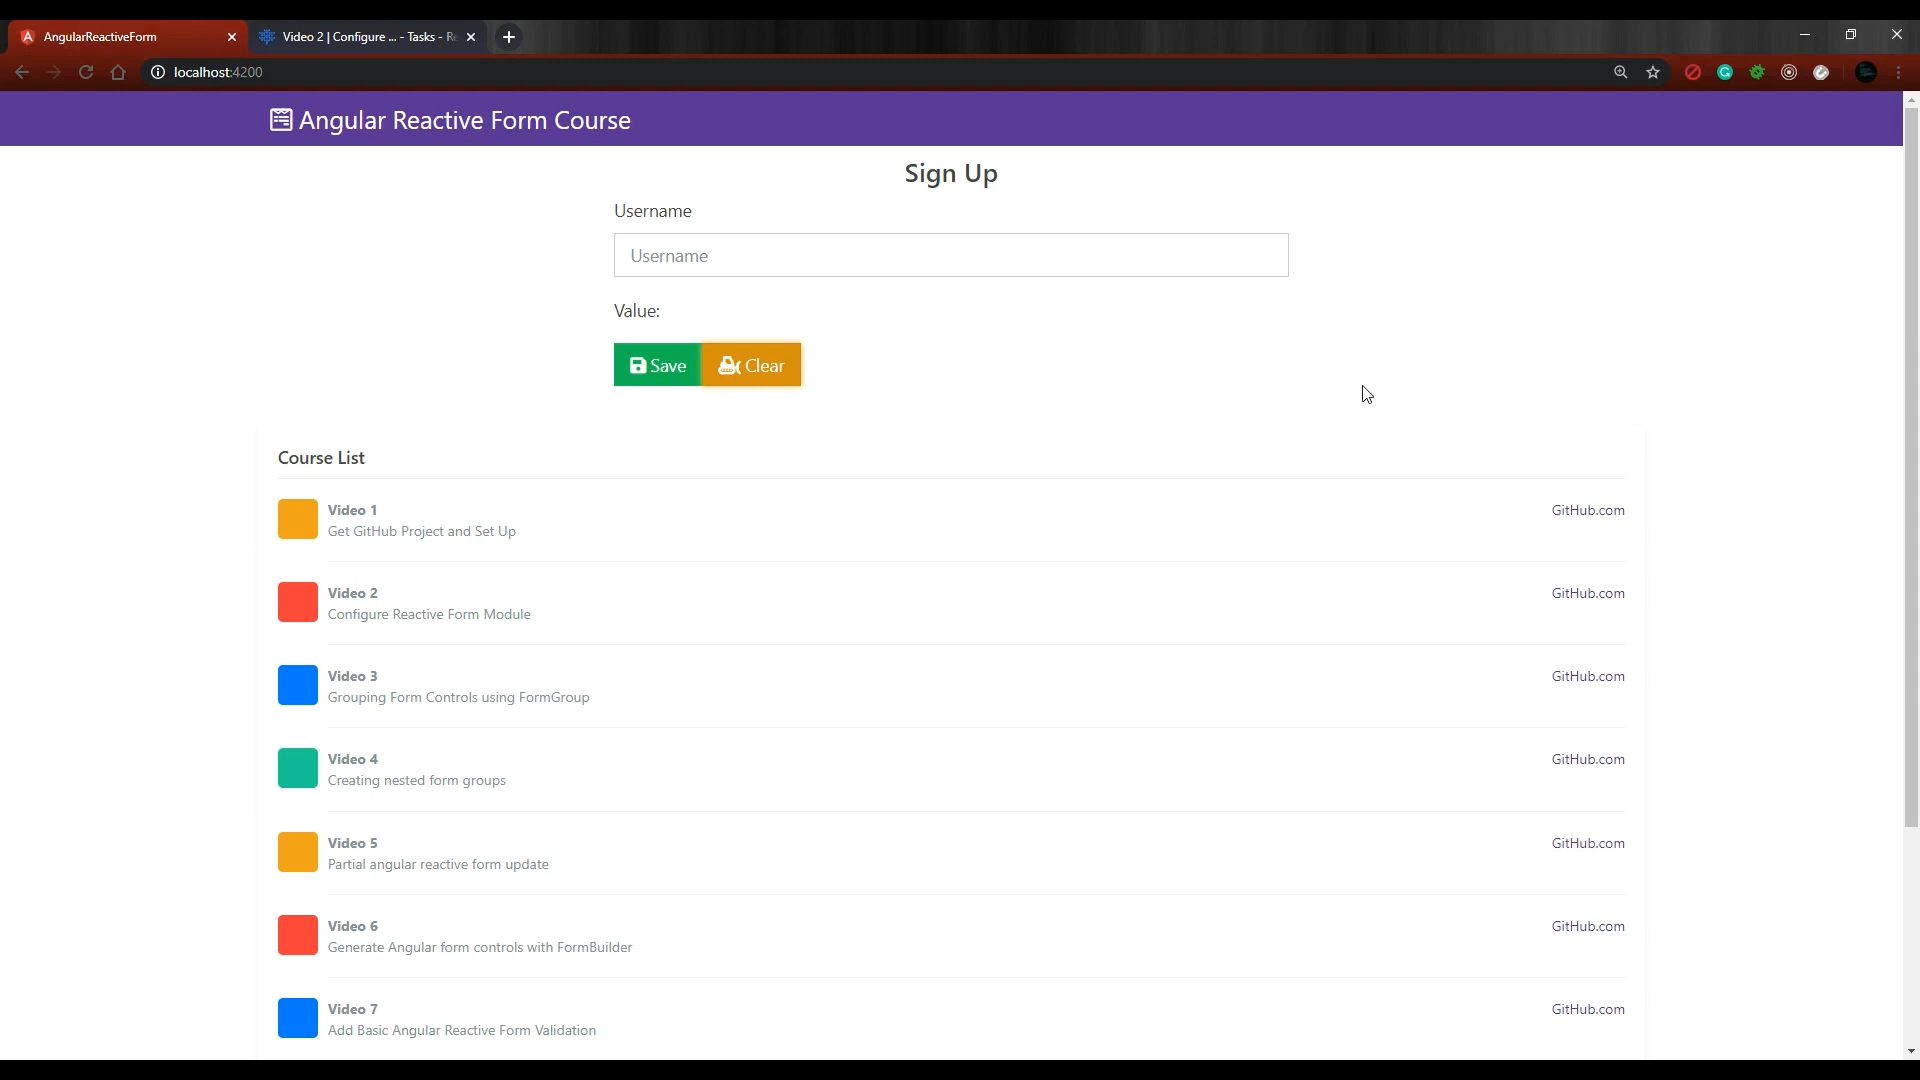 AngularReactiveForm
Video 2 | Configure ... - Tasks - Re
localhost:4200
Angular Reactive Form Course
Sign Up
Username
Username
Value:
Save Clear
Course List
Video 1
GitHub.com
Get GitHub Project and Set Up
Video 2
GitHub.com
Configure Reactive Form Module
Video 3
GitHub.com
Grouping Form Controls using FormGroup
Video 4
GitHub.com
Creating nested form groups
Video 5
GitHub.com
Partial angular reactive form update
Video 6
GitHub.com
Generate Angular form controls with FormBuilder
Video 7
GitHub.com
Add Basic Angular Reactive Form Validation